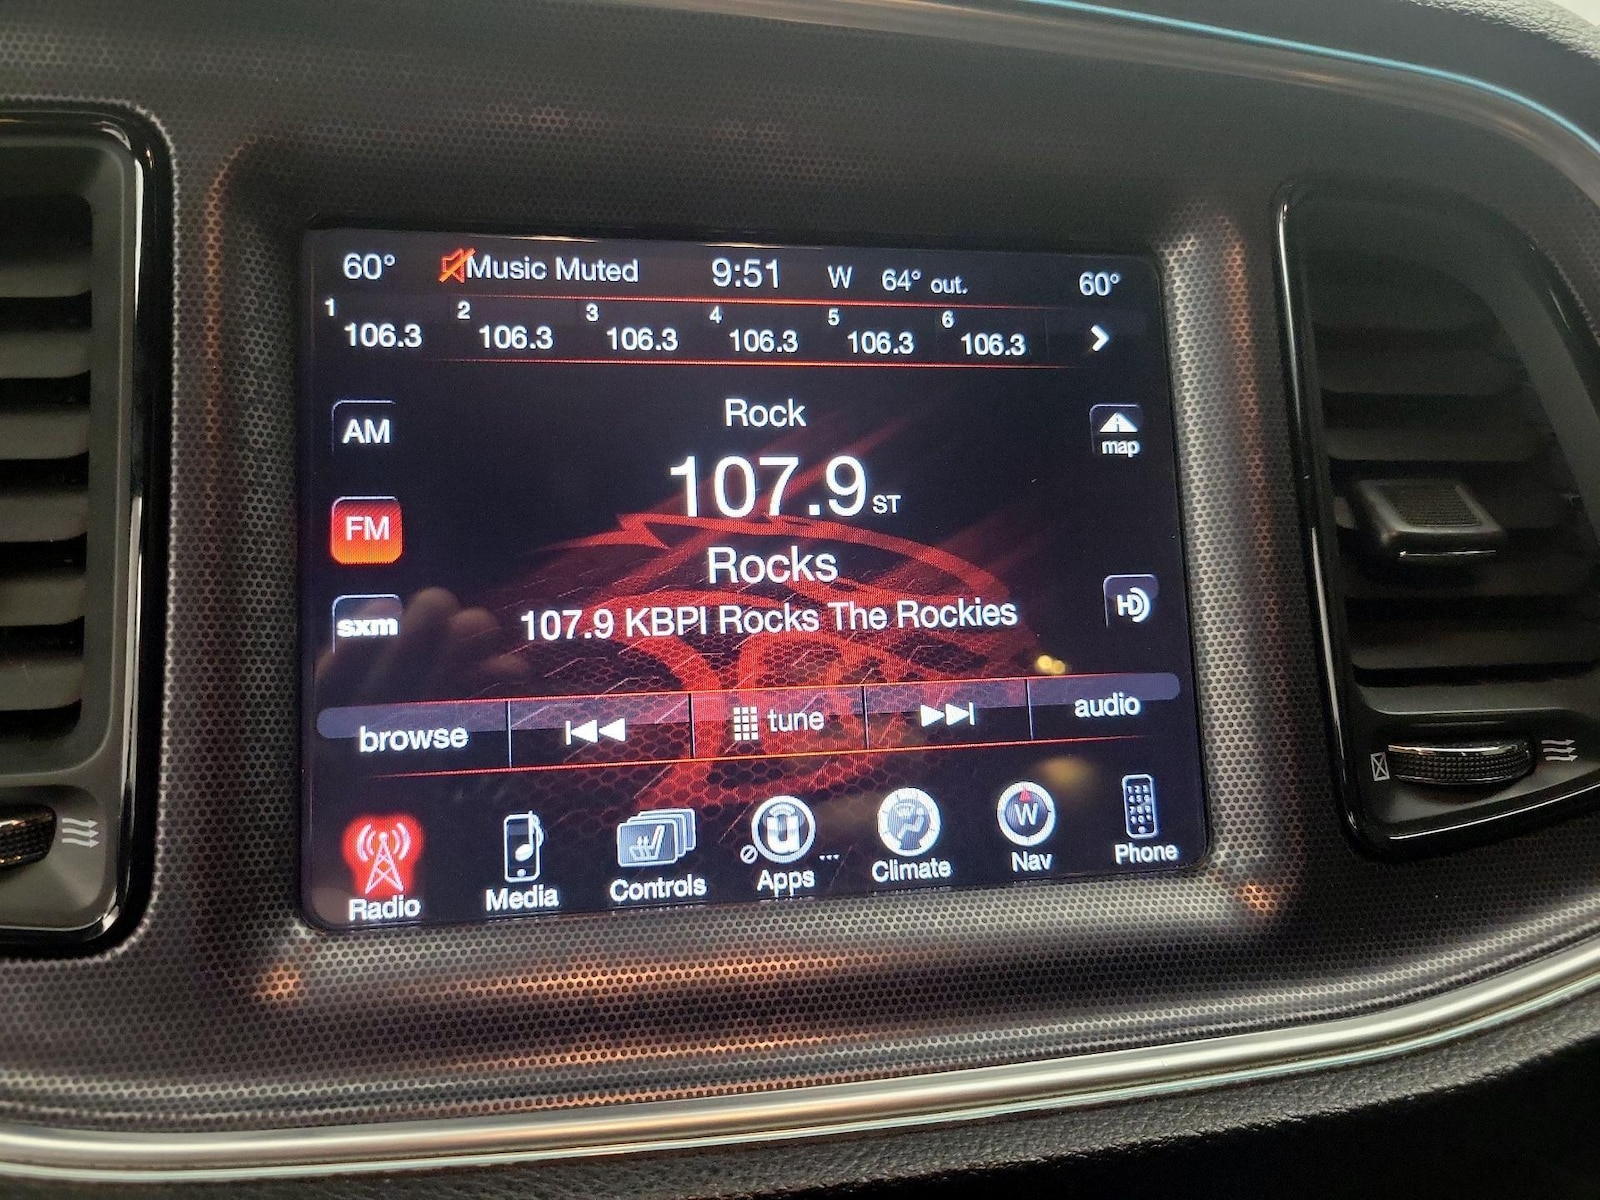 60° Music Muted 9:51 W 64° out. 60°
1 106.3 2 106.3 3 106.3 4 106.3 5 106.3 6 106.3
Rock
AM
map
107.9 ST
FM
Rocks
HD
sxm
107.9 KBPI Rocks The Rockies
browse tune audio
Radio Media Controls Apps ... Climate W Nav Phone